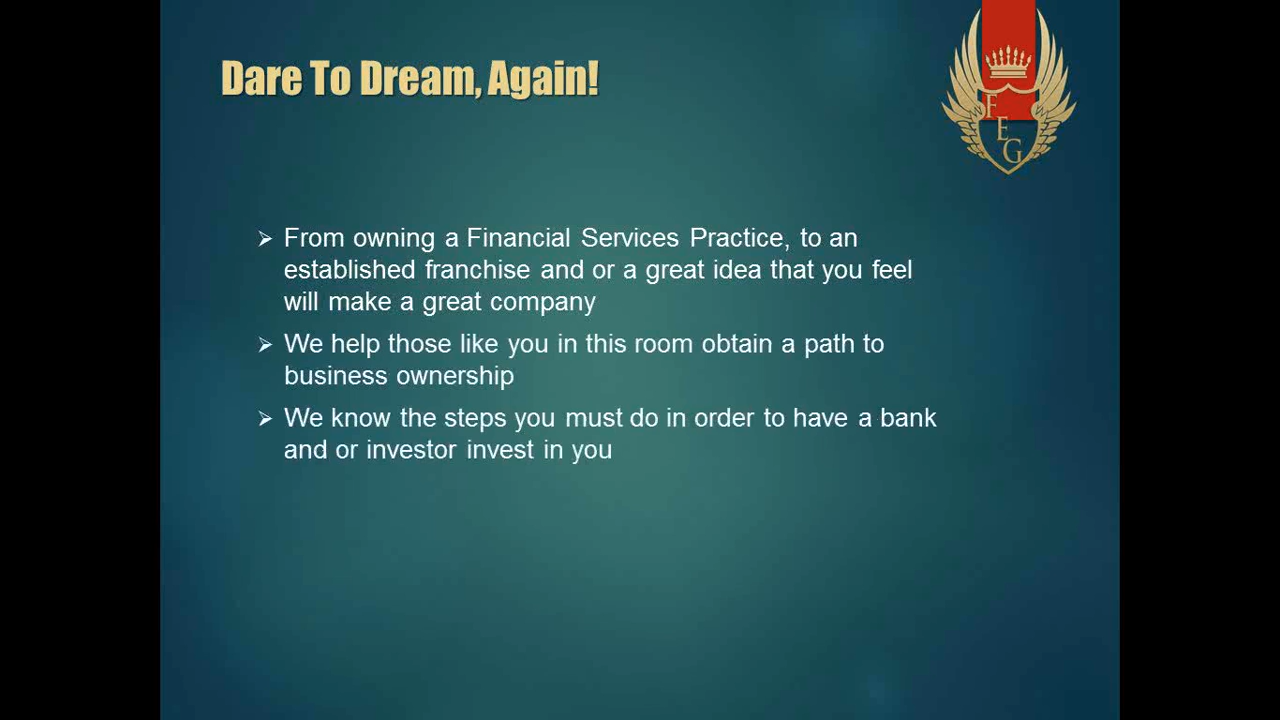 Dare To Dream, Again!
F
E
G
From owning a Financial Services Practice, to an
established franchise and or a great idea that you feel
will make a great company
We help those like you in this room obtain a path to
business ownership
We know the steps you must do in order to have a bank
and or investor invest in you